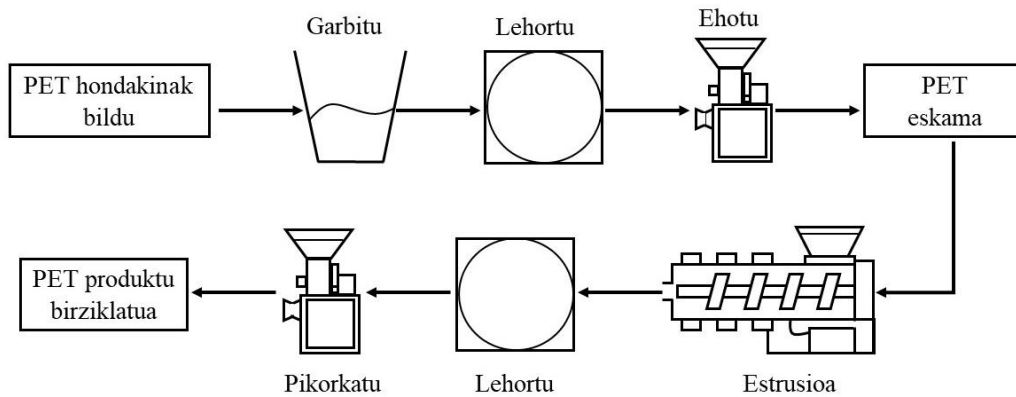 Garbitu
Lehortu
Ehotu
PET hondakinak
bildu
PET
eskama
PET produktu
birziklatua
Pikorkatu
Lehortu
Estrusioa